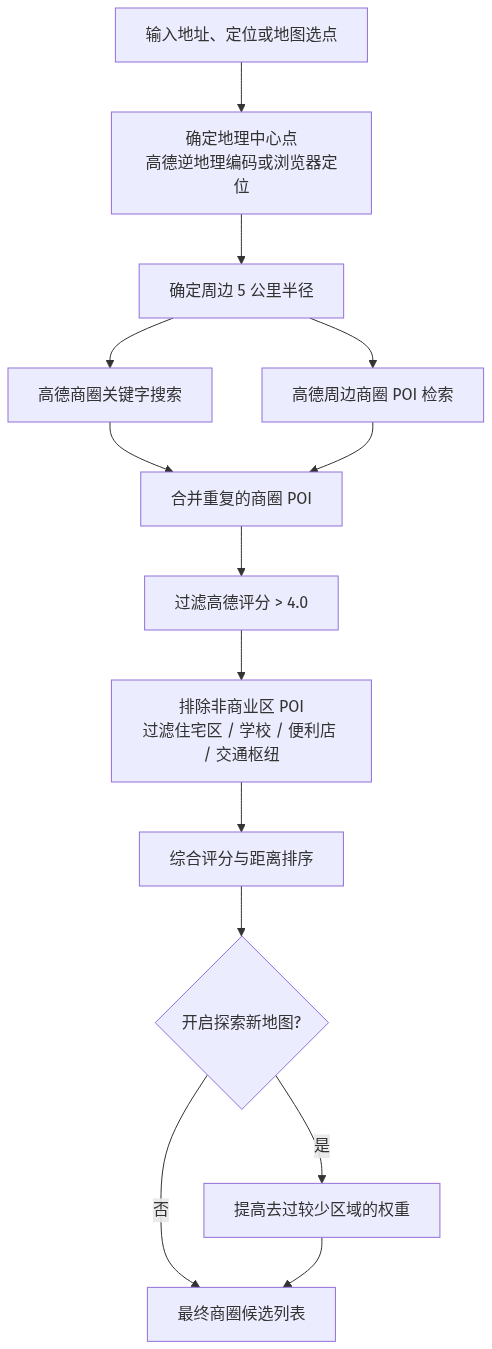 输入地址、定位或地图选点
确定地理中心点
高德逆地理编码或浏览器定
位
确定周边 5 公里半径
高德商圈关键字搜索
高德周边商圈 POI 检索
合并重复的商圈 POI
过滤高德评分 > 4.0
排除非商业区 POI
过滤住宅区 / 学校 / 便利店
/ 交通枢纽
综合评分与距离排序
开启探索新地图?
是
否
提高去过较少区域的权重
最终商圈候选列表